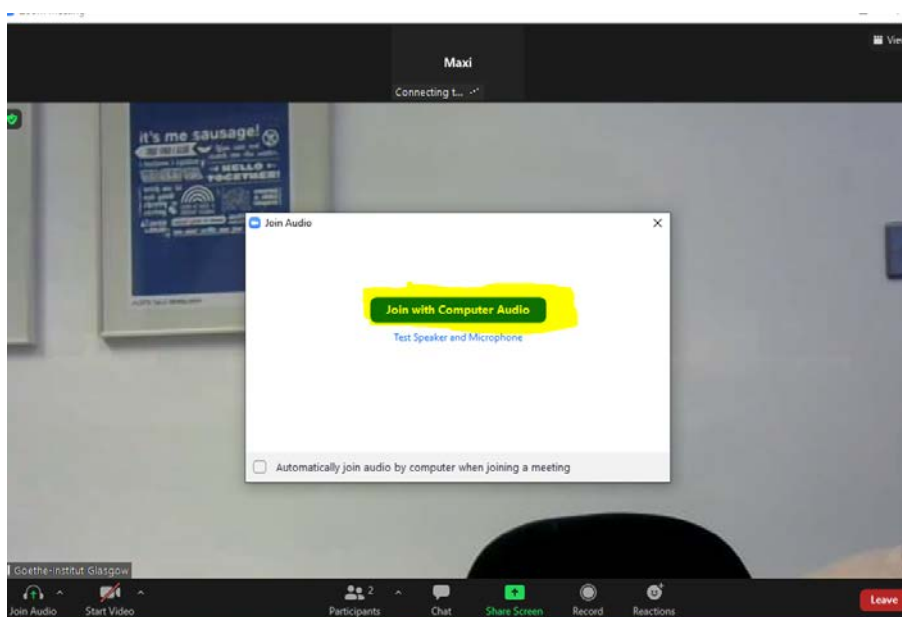 View
Maxi
Connecting t...
it's me sausage!
HELLO
TOGETHER!
Join Audio
Join with Computer Audio
Test Speaker and Microphone
Automatically join audio by computer when joining a meeting
Goethe-Institut Glasgow
Join Audio
Start Video
2
Participants
Chat
Share Screen
Record
Reactions
Leave